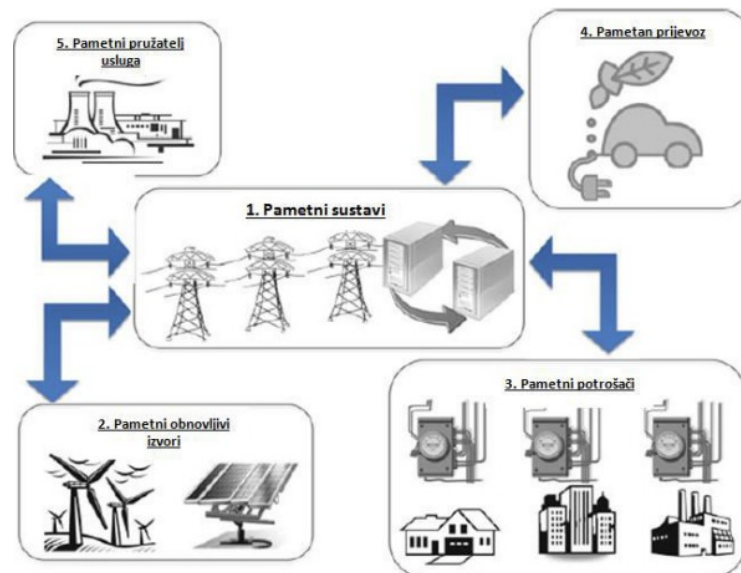 5. Pametni pružatelj
usluga
4. Pametan prijevoz
1. Pametni sustavi
2. Pametni obnovljivi
izvori
3. Pametni potrošači